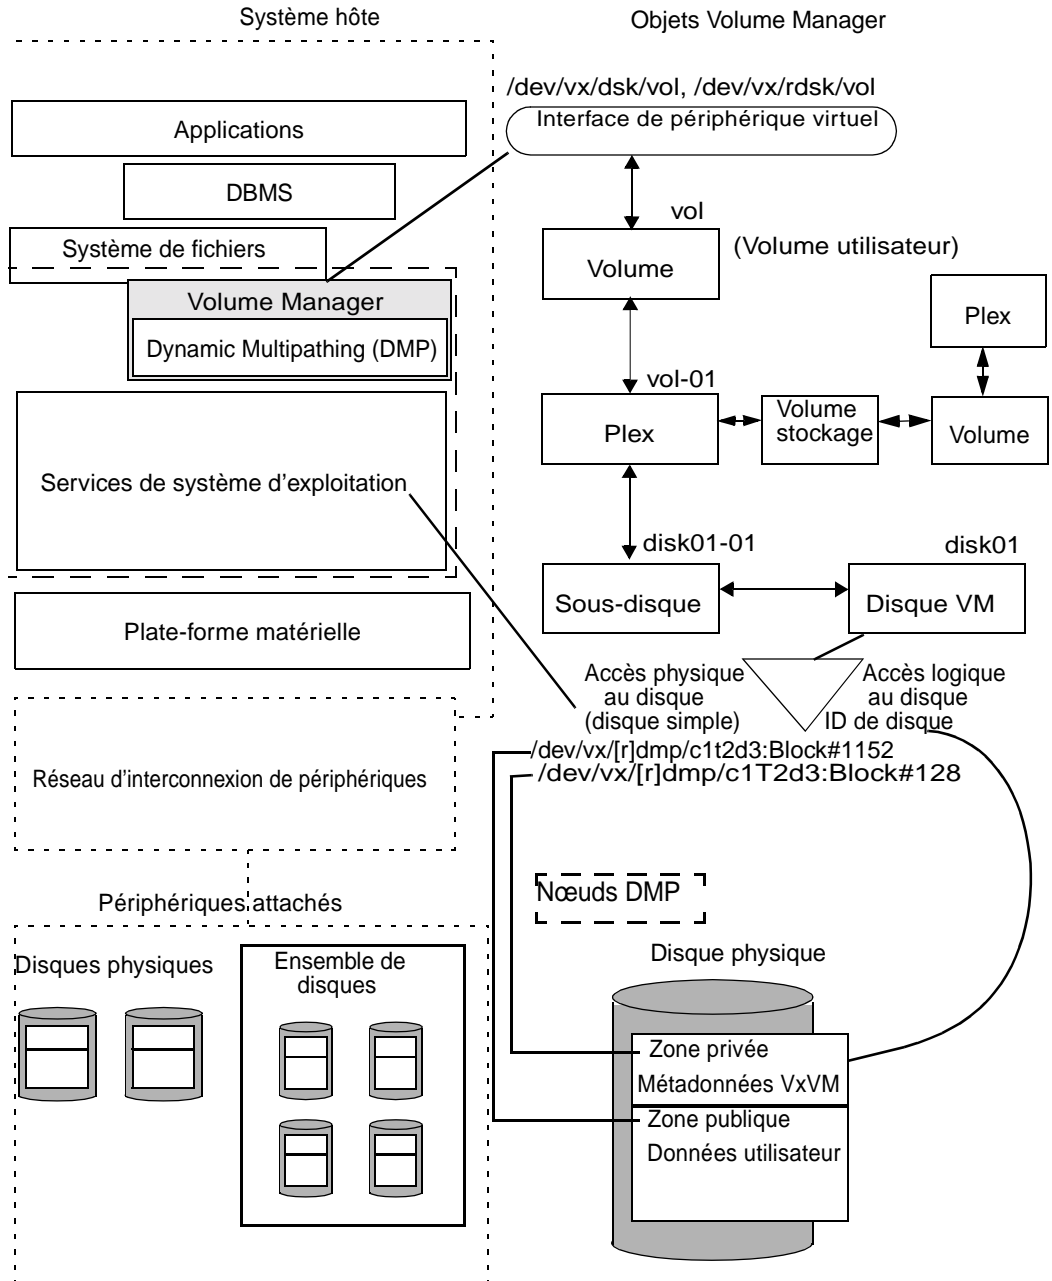 Système hôte
Objets Volume Manager
/dev/vx/dsk/vol, /dev/vx/rdsk/vol
Interface de périphérique virtuel
Applications
DBMS
vol
Système de fichiers
(Volume utilisateur)
Volume
Volume Manager
Plex
Dynamic Multipathing (DMP)
vol-01
Volume
stockage
Plex
Volume
Services de système d'exploitation
disk01-01
disk01
Sous-disque
Disque VM
Plate-forme matérielle
Accès physique
au disque
(disque simple)
Accès logique
au disque
ID de disque
/dev/vx/[r]dmp/c1t2d3:Block#1152
/dev/vx/[r]dmp/c1T2d3:Block#128
Réseau d'interconnexion de périphériques
Nœuds DMP
Périphériques attachés
Disque physique
Disques physiques
Ensemble de
disques
Zone privée
Métadonnées VxVM
Zone publique
Données utilisateur